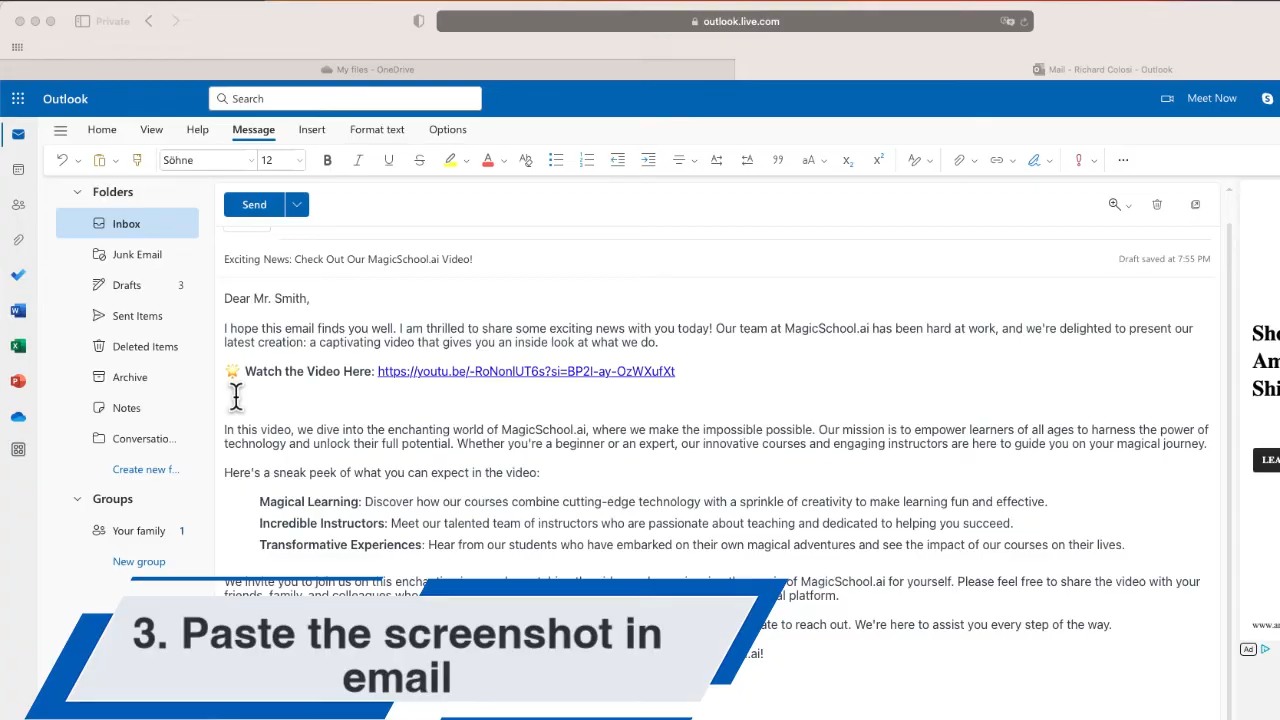 Private
outlook.live.com
My files - OneDrive
Mail - Richard Colosi - Outlook
Outlook
Search
Meet Now
Home View Help Message Insert Format text Options
Söhne 12
Folders
Inbox
Junk Email
Drafts 3
Sent Items
Deleted Items
Archive
Notes
Conversatio...
Create new f...
Groups
Your family 1
New group
Send
Exciting News: Check Out Our MagicSchool.ai Video!
Draft saved at 7:55 PM
Dear Mr. Smith,
I hope this email finds you well. I am thrilled to share some exciting news with you today! Our team at MagicSchool.ai has been hard at work, and we're delighted to present our
latest creation: a captivating video that gives you an inside look at what we do.
Watch the Video Here: https://youtu.be/-RoNonlUT6s?si=BP2l-ay-OzWXufXt
In this video, we dive into the enchanting world of MagicSchool.ai, where we make the impossible possible. Our mission is to empower learners of all ages to harness the power of
technology and unlock their full potential. Whether you're a beginner or an expert, our innovative courses and engaging instructors are here to guide you on your magical journey.
Here's a sneak peek of what you can expect in the video:
Magical Learning: Discover how our courses combine cutting-edge technology with a sprinkle of creativity to make learning fun and effective.
Incredible Instructors: Meet our talented team of instructors who are passionate about teaching and dedicated to helping you succeed.
Transformative Experiences: Hear from our students who have embarked on their own magical adventures and see the impact of our courses on their lives.
We invite you to join us on this of MagicSchool.ai for yourself. Please feel free to share the video with your
friends, family, and colleagues platform.
to reach out. We're here to assist you every step of the way.
.ai!
3. Paste the screenshot in
email
Ad